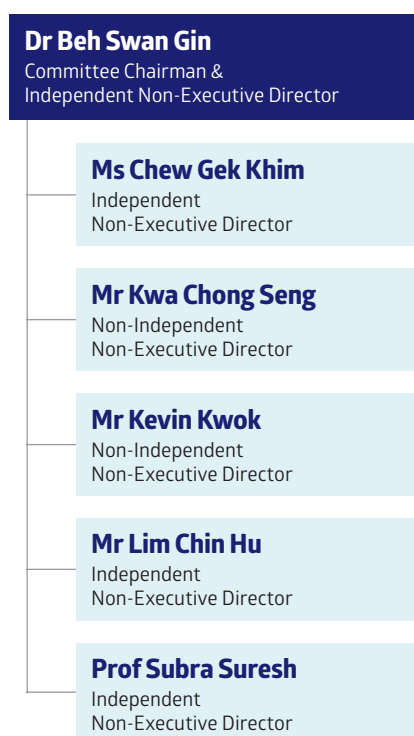 Dr Beh Swan Gin
Committee Chairman &
Independent Non-Executive Director
Ms Chew Gek Khim
Independent
Non-Executive Director
Mr Kwa Chong Seng
Non-Independent
Non-Executive Director
Mr Kevin Kwok
Non-Independent
Non-Executive Director
Mr Lim Chin Hu
Independent
Non-Executive Director
Prof Subra Suresh
Independent
Non-Executive Director